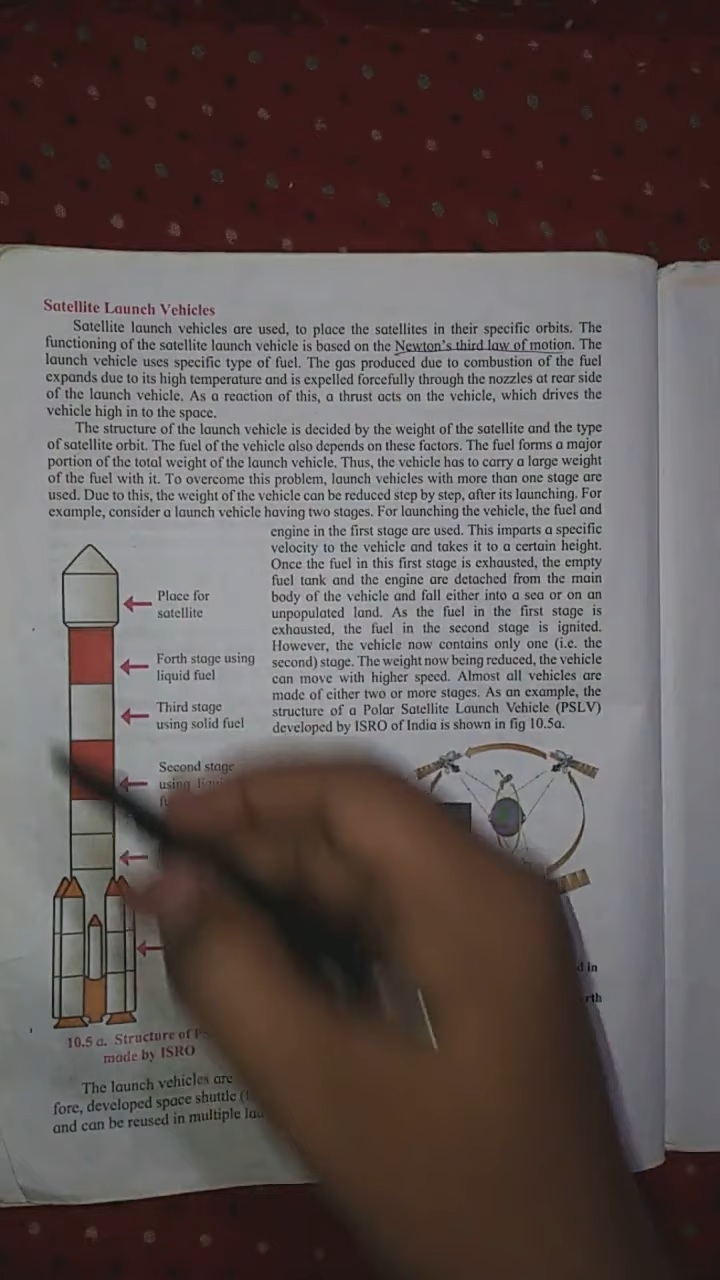 Satellite Launch Vehicles
Satellite launch vehicles are used, to place the satellites in their specific orbits. The
functioning of the satellite launch vehicle is based on the Newton's third law of motion. The
launch vehicle uses specific type of fuel. The gas produced due to combustion of the fuel
expands due to its high temperature and is expelled forcefully through the nozzles at rear side
of the launch vehicle. As a reaction of this, a thrust acts on the vehicle, which drives the
vehicle high in to the space.
The structure of the launch vehicle is decided by the weight of the satellite and the type
of satellite orbit. The fuel of the vehicle also depends on these factors. The fuel forms a major
portion of the total weight of the launch vehicle. Thus, the vehicle has to carry a large weight
of the fuel with it. To overcome this problem, launch vehicles with more than one stage are
used. Due to this, the weight of the vehicle can be reduced step by step, after its launching. For
example, consider a launch vehicle having two stages. For launching the vehicle, the fuel and
engine in the first stage are used. This imparts a specific
velocity to the vehicle and takes it to a certain height.
Once the fuel in this first stage is exhausted, the empty
fuel tank and the engine are detached from the main
body of the vehicle and fall either into a sea or on an
unpopulated land. As the fuel in the first stage is
exhausted, the fuel in the second stage is ignited.
However, the vehicle now contains only one (i.e. the
second) stage. The weight now being reduced, the vehicle
can move with higher speed. Almost all vehicles are
made of either two or more stages. As an example, the
structure of a Polar Satellite Launch Vehicle (PSLV)
developed by ISRO of India is shown in fig 10.5a.
Place for
satellite
Forth stage using
liquid fuel
Third stage
using solid fuel
Second stage
using
in
10.5 a. Structure of
made by ISRO
The launch vehicles are
fore, developed space shuttle
and can be reused in multiple